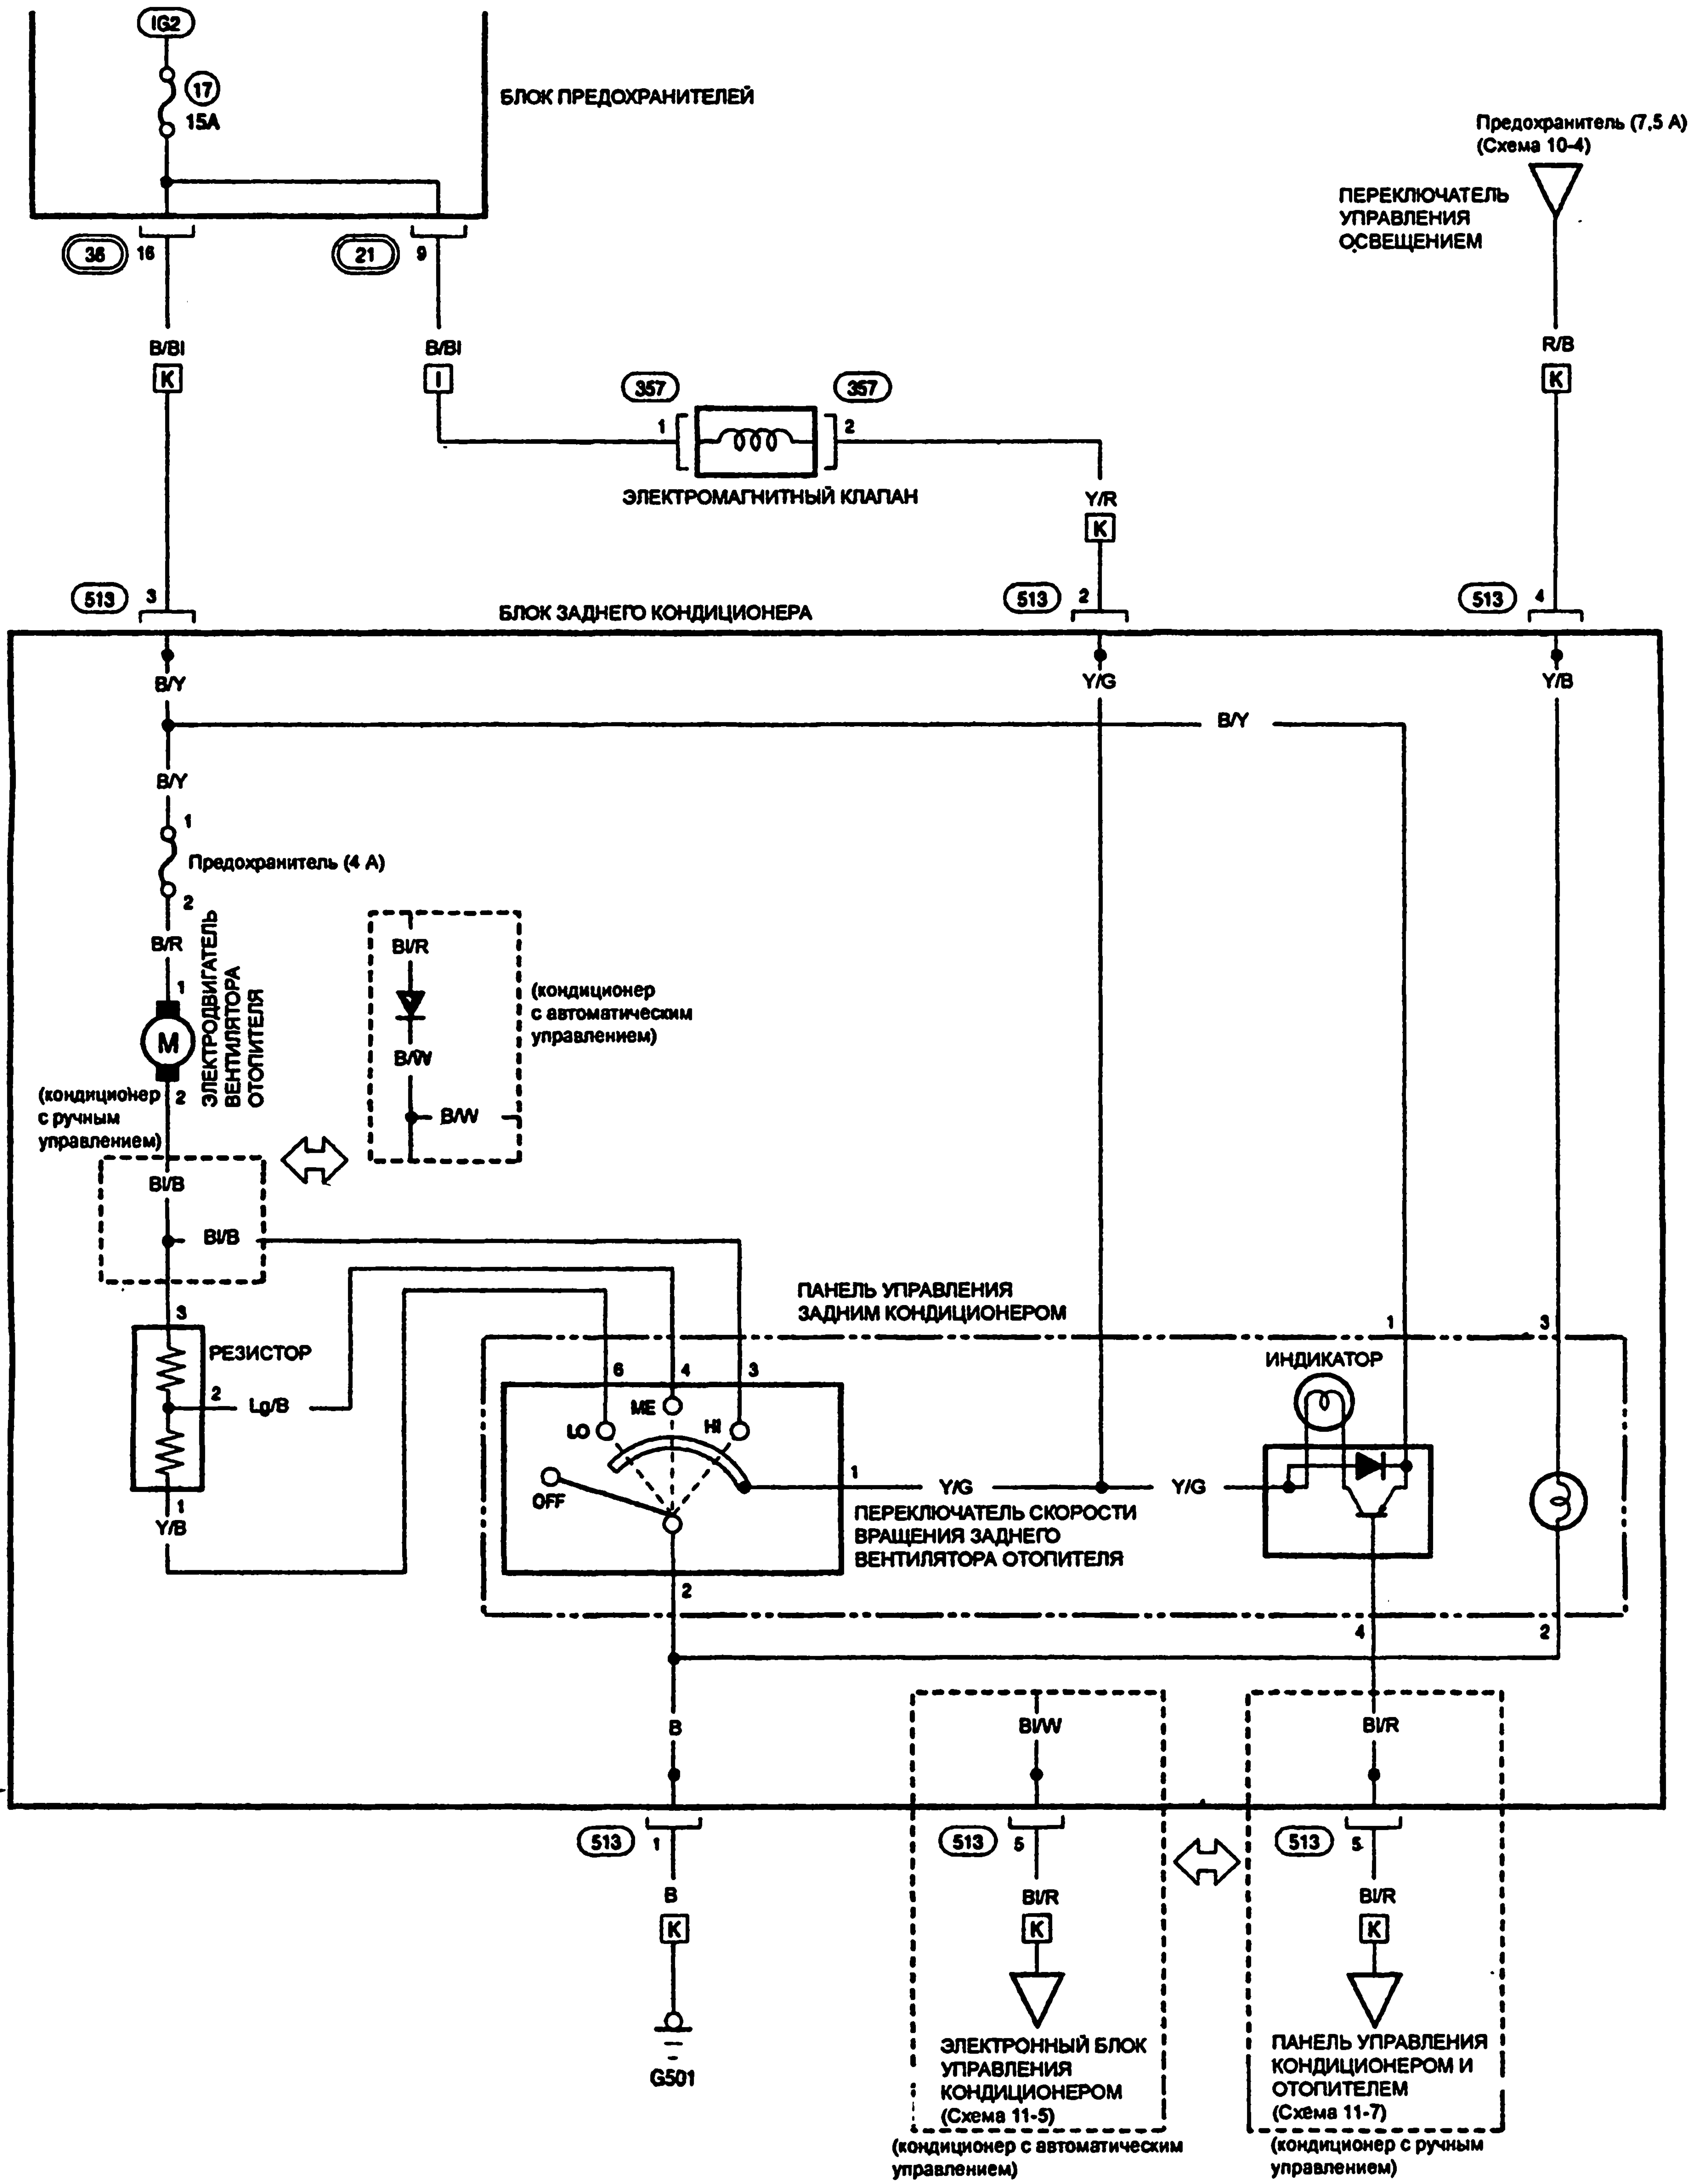 IG2
17
15A
БЛОК ПРЕДОХРАНИТЕЛЕЙ
Предохранитель (7,5 А)
(Схема 10-4)
ПЕРЕКЛЮЧАТЕЛЬ
УПРАВЛЕНИЯ
ОСВЕЩЕНИЕМ
36 16
21 9
B/Bl
K
B/Bl
I
R/B
K
357 1
357 2
ЭЛЕКТРОМАГНИТНЫЙ КЛАПАН
Y/R
K
513 3
БЛОК ЗАДНЕГО КОНДИЦИОНЕРА
513 2
513 4
B/Y
Y/G
Y/B
B/Y
B/Y
1
Предохранитель (4 А)
2
B/R
1
M
2
ЭЛЕКТРОДВИГАТЕЛЬ
ВЕНТИЛЯТОРА
ОТОПИТЕЛЯ
Bl/R
B/W
B/W
(кондиционер
с автоматическим
управлением)
(кондиционер
с ручным
управлением)
Bl/B
Bl/B
3
РЕЗИСТОР
2
Lg/B
1
Y/B
ПАНЕЛЬ УПРАВЛЕНИЯ
ЗАДНИМ КОНДИЦИОНЕРОМ
1
3
ИНДИКАТОР
6 4 3
LO
ME
HI
OFF
1
Y/G
Y/G
ПЕРЕКЛЮЧАТЕЛЬ СКОРОСТИ
ВРАЩЕНИЯ ЗАДНЕГО
ВЕНТИЛЯТОРА ОТОПИТЕЛЯ
2
4
2
B
Bl/W
Bl/R
513 1
513 5
513 5
B
K
Bl/R
K
Bl/R
K
G501
ЭЛЕКТРОННЫЙ БЛОК
УПРАВЛЕНИЯ
КОНДИЦИОНЕРОМ
(Схема 11-5)
(кондиционер с автоматическим
управлением)
ПАНЕЛЬ УПРАВЛЕНИЯ
КОНДИЦИОНЕРОМ И
ОТОПИТЕЛЕМ
(Схема 11-7)
(кондиционер с ручным
управлением)